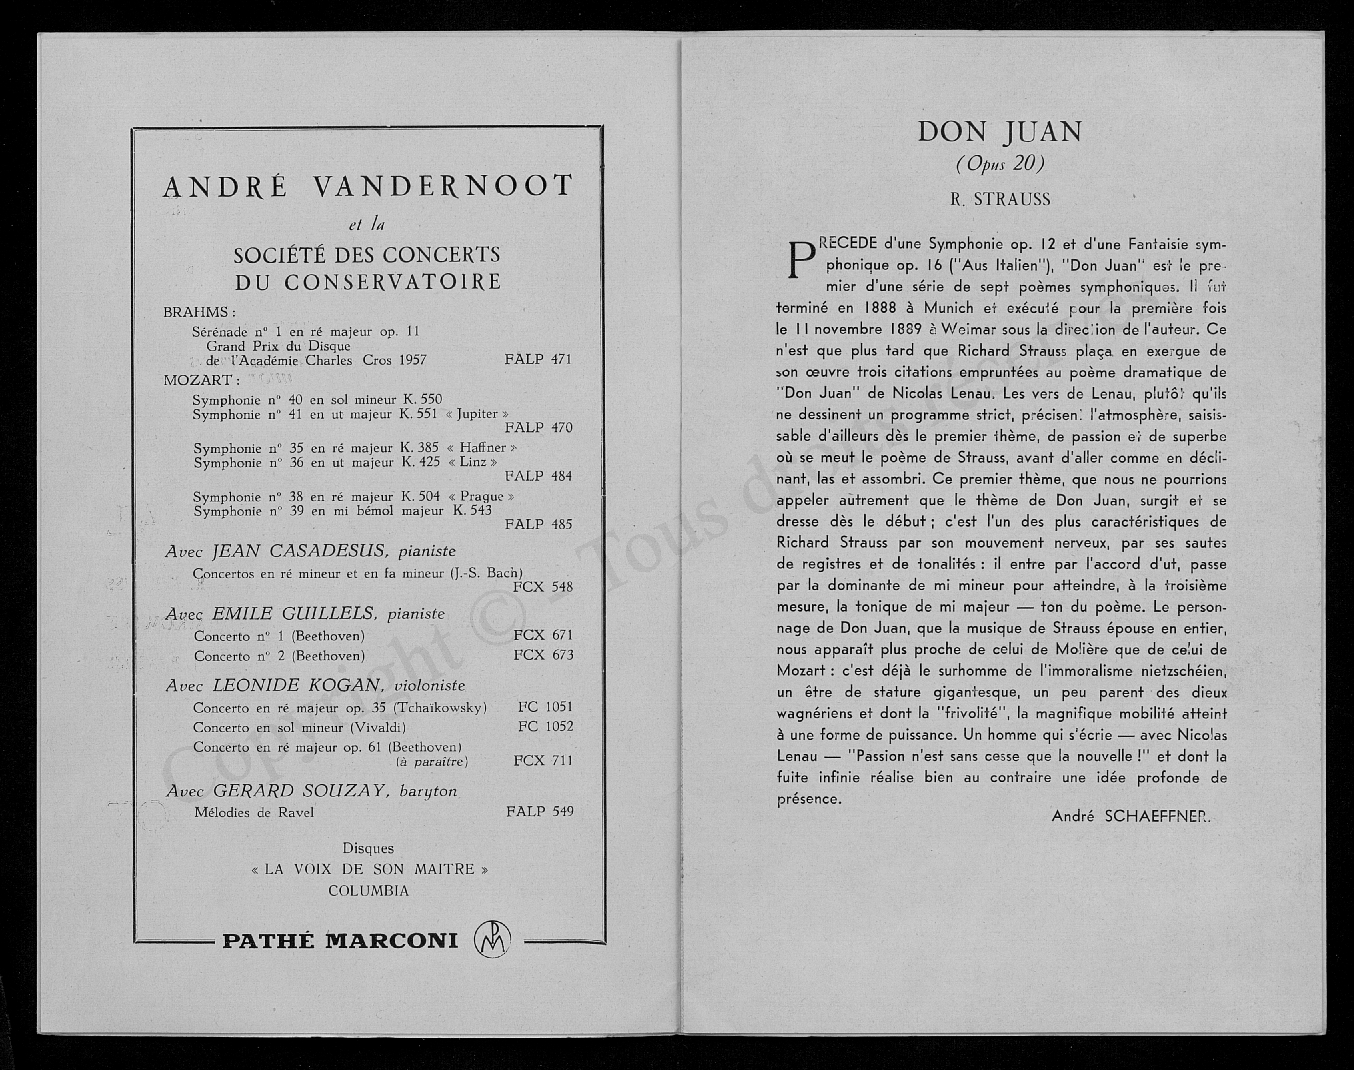 ANDRÉ VANDERNOOT
et la
SOCIÉTÉ DES CONCERTS
DU CONSERVATOIRE
BRAHMS :
Sérénade n° 1 en ré majeur op. 11
Grand Prix du Disque
de l'Académie Charles Cros 1957 FALP 471
MOZART :
Symphonie n° 40 en sol mineur K. 550
Symphonie n° 41 en ut majeur K. 551 « Jupiter »
FALP 470
Symphonie n° 35 en ré majeur K. 385 « Haffner »
Symphonie n° 36 en ut majeur K. 425 « Linz »
FALP 484
Symphonie n° 38 en ré majeur K. 504 « Prague »
Symphonie n° 39 en mi bémol majeur K. 543
FALP 485
Avec JEAN CASADESUS, pianiste
Concertos en ré mineur et en fa mineur (J.-S. Bach)
FCX 548
Avec EMILE GUILLELS, pianiste
Concerto n° 1 (Beethoven) FCX 671
Concerto n° 2 (Beethoven) FCX 673
Avec LEONIDE KOGAN, violoniste
Concerto en ré majeur op. 35 (Tchaïkowsky) FC 1051
Concerto en sol mineur (Vivaldi) FC 1052
Concerto en ré majeur op. 61 (Beethoven)
(à paraître) FCX 711
Avec GERARD SOUZAY, baryton
Mélodies de Ravel FALP 549
Disques
« LA VOIX DE SON MAITRE »
COLUMBIA
PATHÉ MARCONI
DON JUAN
(Opus 20)
R. STRAUSS
PRECEDE d'une Symphonie op. 12 et d'une Fantaisie sym-
phonique op. 16 ("Aus Italien"), "Don Juan" est le pre-
mier d'une série de sept poèmes symphoniques. Il fut
terminé en 1888 à Munich et exécuté pour la première fois
le 11 novembre 1889 à Weimar sous la direction de l'auteur. Ce
n'est que plus tard que Richard Strauss plaça en exergue de
son œuvre trois citations empruntées au poème dramatique de
"Don Juan" de Nicolas Lenau. Les vers de Lenau, plutôt qu'ils
ne dessinent un programme strict, précisent l'atmosphère, saisis-
sable d'ailleurs dès le premier thème, de passion et de superbe
où se meut le poème de Strauss, avant d'aller comme en décli-
nant, las et assombri. Ce premier thème, que nous ne pourrions
appeler autrement que le thème de Don Juan, surgit et se
dresse dès le début ; c'est l'un des plus caractéristiques de
Richard Strauss par son mouvement nerveux, par ses sautes
de registres et de tonalités : il entre par l'accord d'ut, passe
par la dominante de mi mineur pour atteindre, à la troisième
mesure, la tonique de mi majeur — ton du poème. Le person-
nage de Don Juan, que la musique de Strauss épouse en entier,
nous apparaît plus proche de celui de Molière que de celui de
Mozart : c'est déjà le surhomme de l'immoralisme nietzschéien,
un être de stature gigantesque, un peu parent des dieux
wagnériens et dont la "frivolité", la magnifique mobilité atteint
à une forme de puissance. Un homme qui s'écrie — avec Nicolas
Lenau — "Passion n'est sans cesse que la nouvelle !" et dont la
fuite infinie réalise bien au contraire une idée profonde de
présence.
André SCHAEFFNER.
Copyright © - Tous droits